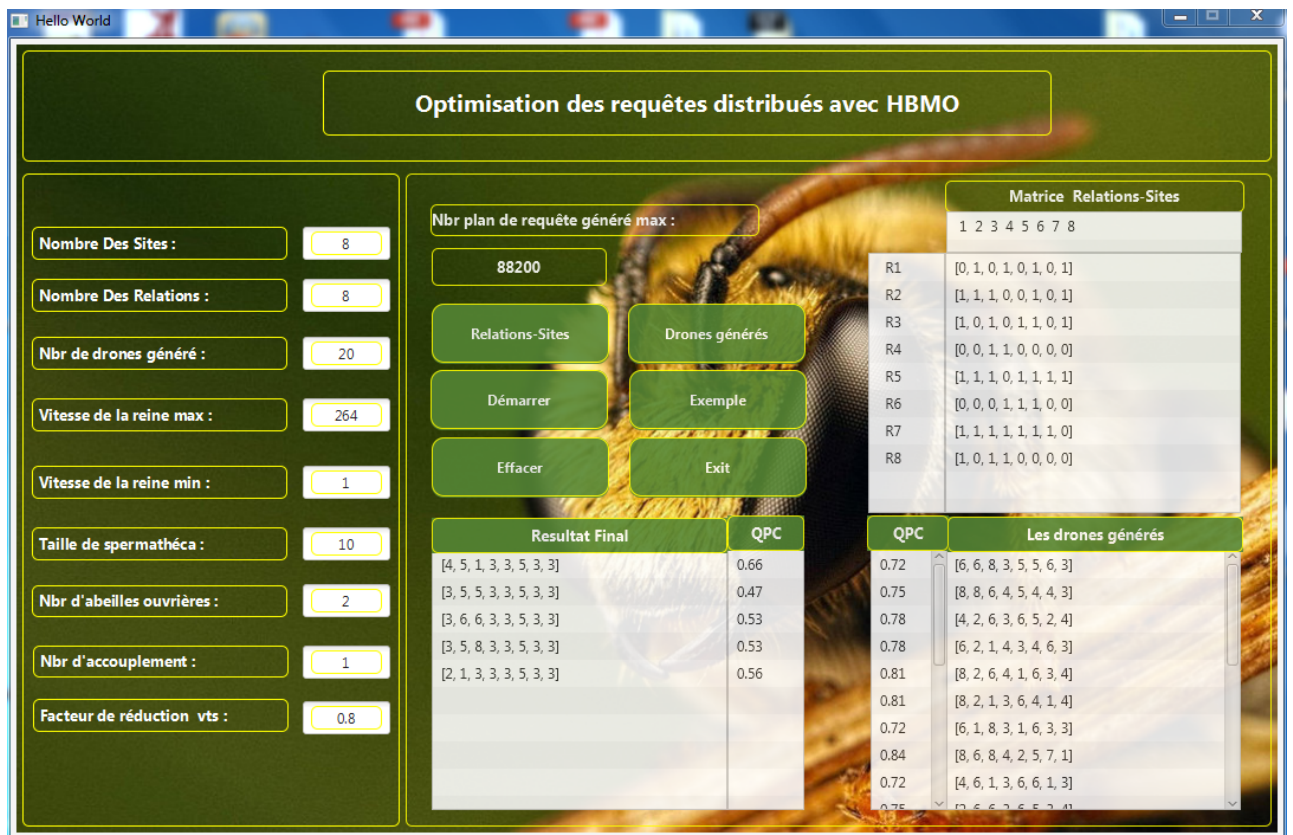 Hello World
Optimisation des requêtes distribués avec HBMO
Nombre Des Sites : 8
Nombre Des Relations : 8
Nbr de drones généré : 20
Vitesse de la reine max : 264
Vitesse de la reine min : 1
Taille de spermathéca : 10
Nbr d'abeilles ouvrières : 2
Nbr d'accouplement : 1
Facteur de réduction vts : 0.8
Nbr plan de requête généré max :
88200
Relations-Sites Drones générés
Démarrer Exemple
Effacer Exit
Matrice Relations-Sites
1 2 3 4 5 6 7 8
R1 [0, 1, 0, 1, 0, 1, 0, 1]
R2 [1, 1, 1, 0, 0, 1, 0, 1]
R3 [1, 0, 1, 0, 1, 1, 0, 1]
R4 [0, 0, 1, 1, 0, 0, 0, 0]
R5 [1, 1, 1, 0, 1, 1, 1, 1]
R6 [0, 0, 0, 1, 1, 1, 0, 0]
R7 [1, 1, 1, 1, 1, 1, 1, 0]
R8 [1, 0, 1, 1, 0, 0, 0, 0]
Resultat Final QPC
[4, 5, 1, 3, 3, 5, 3, 3] 0.66
[3, 5, 5, 3, 3, 5, 3, 3] 0.47
[3, 6, 6, 3, 3, 5, 3, 3] 0.53
[3, 5, 8, 3, 3, 5, 3, 3] 0.53
[2, 1, 3, 3, 3, 5, 3, 3] 0.56
QPC Les drones générés
0.72 [6, 6, 8, 3, 5, 5, 6, 3]
0.75 [8, 8, 6, 4, 5, 4, 4, 3]
0.78 [4, 2, 6, 3, 6, 5, 2, 4]
0.78 [6, 2, 1, 4, 3, 4, 6, 3]
0.81 [8, 2, 6, 4, 1, 6, 3, 4]
0.81 [8, 2, 1, 3, 6, 4, 1, 4]
0.72 [6, 1, 8, 3, 1, 6, 3, 3]
0.84 [8, 6, 8, 4, 2, 5, 7, 1]
0.72 [4, 6, 1, 3, 6, 6, 1, 3]